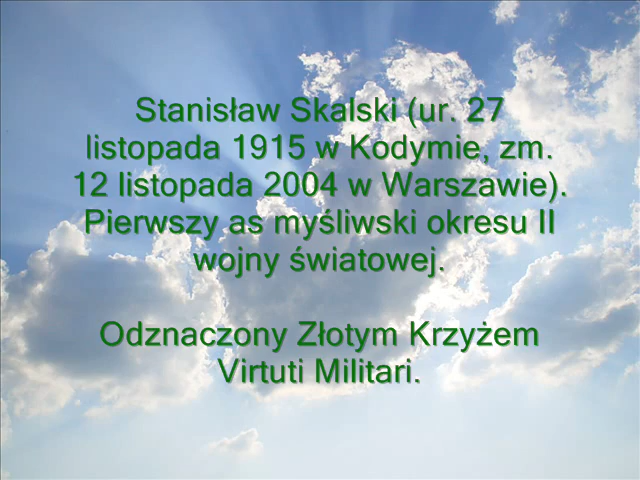 Stanisław Skalski (ur. 27
listopada 1915 w Kodymie, zm.
12 listopada 2004 w Warszawie).
Pierwszy as myśliwski okresu II
wojny światowej.
Odznaczony Złotym Krzyżem
Virtuti Militari.